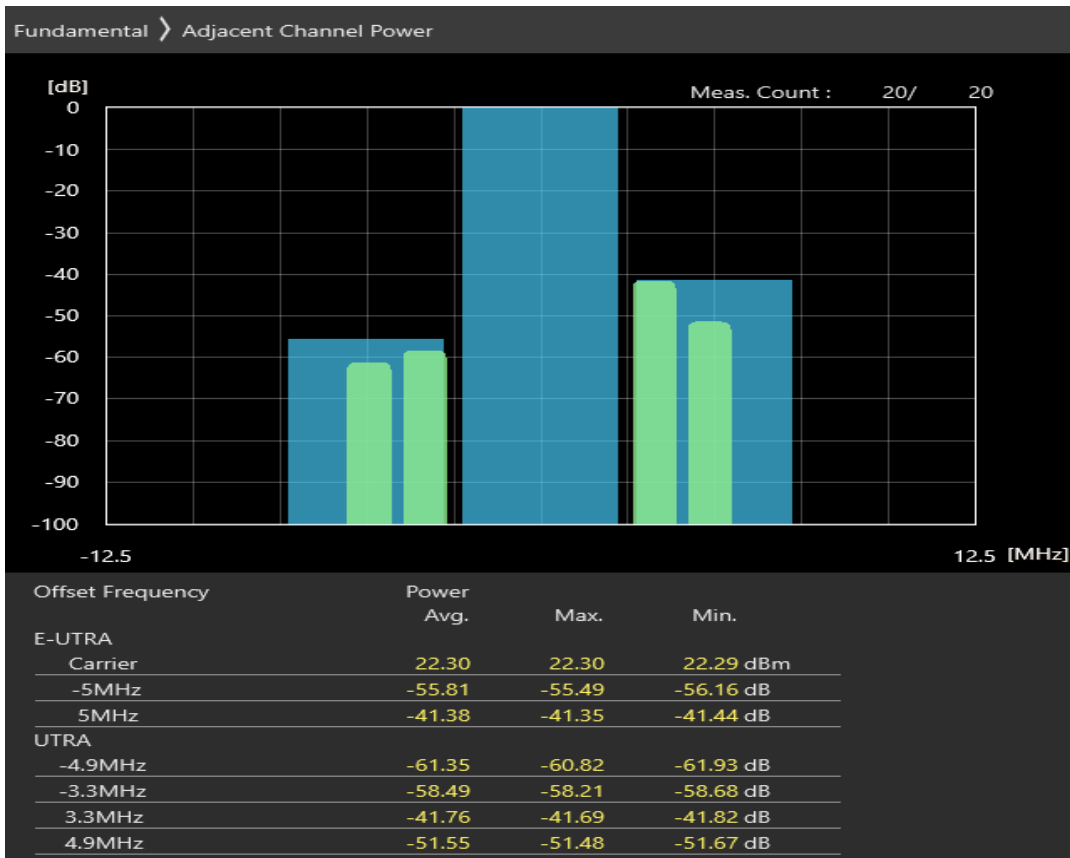 Fundamental 〉 Adjacent Channel Power
[dB]
Meas. Count : 20/ 20
0
-10
-20
-30
-40
-50
-60
-70
-80
-90
-100
-12.5 12.5 [MHz]
Offset Frequency Power
Avg. Max. Min.
E-UTRA
Carrier 22.30 22.30 22.29 dBm
-5MHz -55.81 -55.49 -56.16 dB
5MHz -41.38 -41.35 -41.44 dB
UTRA
-4.9MHz -61.35 -60.82 -61.93 dB
-3.3MHz -58.49 -58.21 -58.68 dB
3.3MHz -41.76 -41.69 -41.82 dB
4.9MHz -51.55 -51.48 -51.67 dB